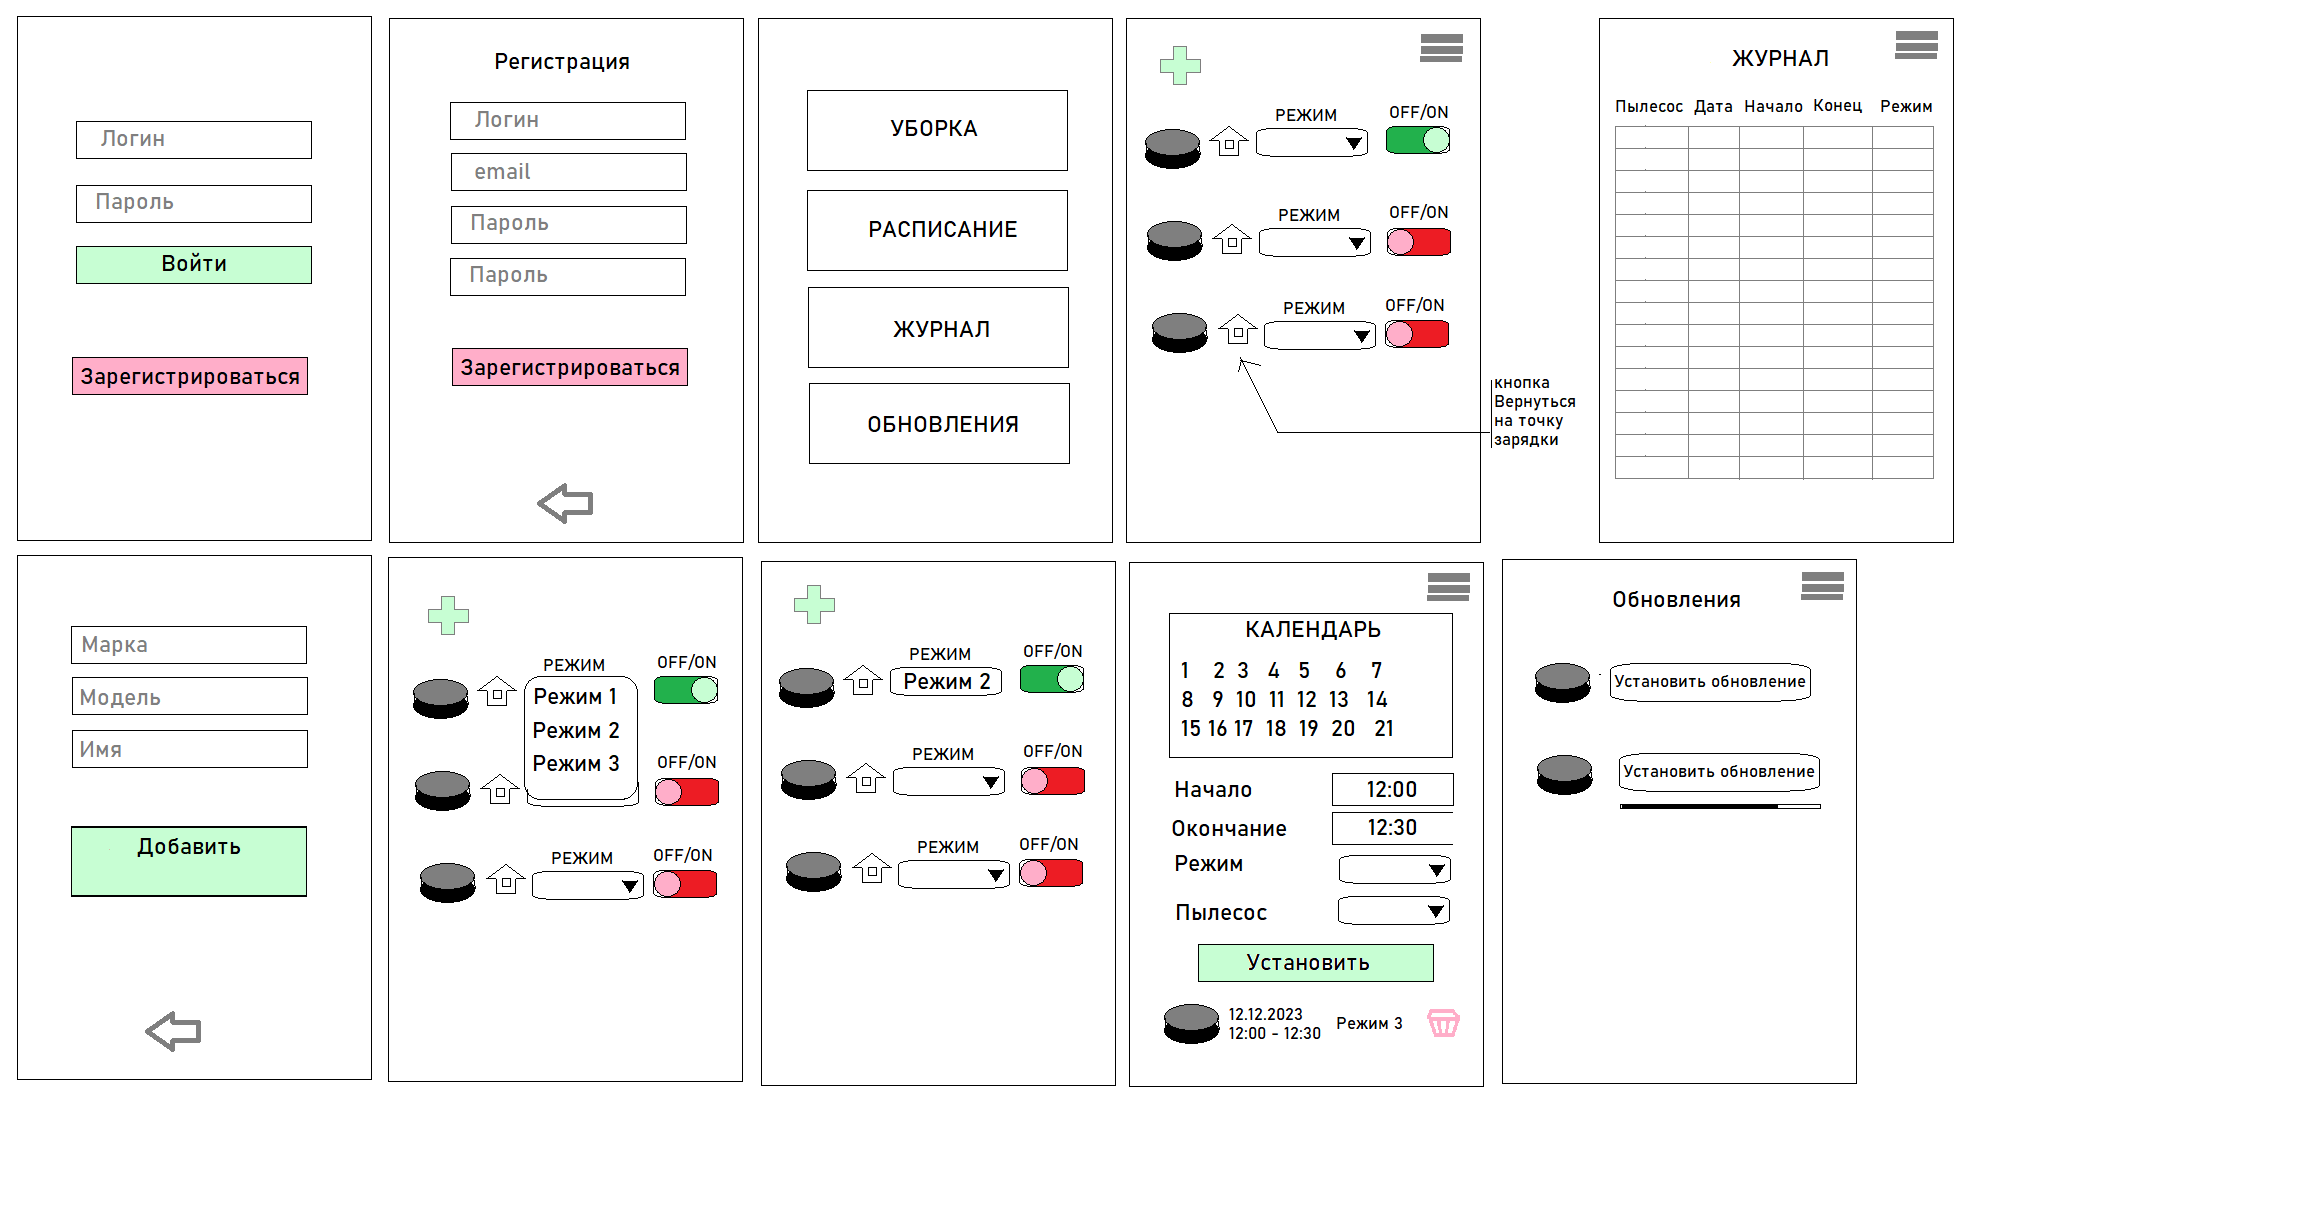 Логин
Пароль
Войти
Зарегистрироваться
Регистрация
Логин
email
Пароль
Пароль
Зарегистрироваться
УБОРКА
РАСПИСАНИЕ
ЖУРНАЛ
ОБНОВЛЕНИЯ
РЕЖИМ OFF/ON
РЕЖИМ OFF/ON
РЕЖИМ OFF/ON
кнопка
Вернуться
на точку
зарядки
ЖУРНАЛ
Пылесос Дата Начало Конец Режим
Марка
Модель
Имя
Добавить
РЕЖИМ OFF/ON
Режим 1
Режим 2
Режим 3
OFF/ON
РЕЖИМ OFF/ON
РЕЖИМ OFF/ON
Режим 2
РЕЖИМ OFF/ON
РЕЖИМ OFF/ON
КАЛЕНДАРЬ
1 2 3 4 5 6 7
8 9 10 11 12 13 14
15 16 17 18 19 20 21
Начало 12:00
Окончание 12:30
Режим
Пылесос
Установить
12.12.2023
12:00 - 12:30 Режим 3
Обновления
Установить обновление
Установить обновление